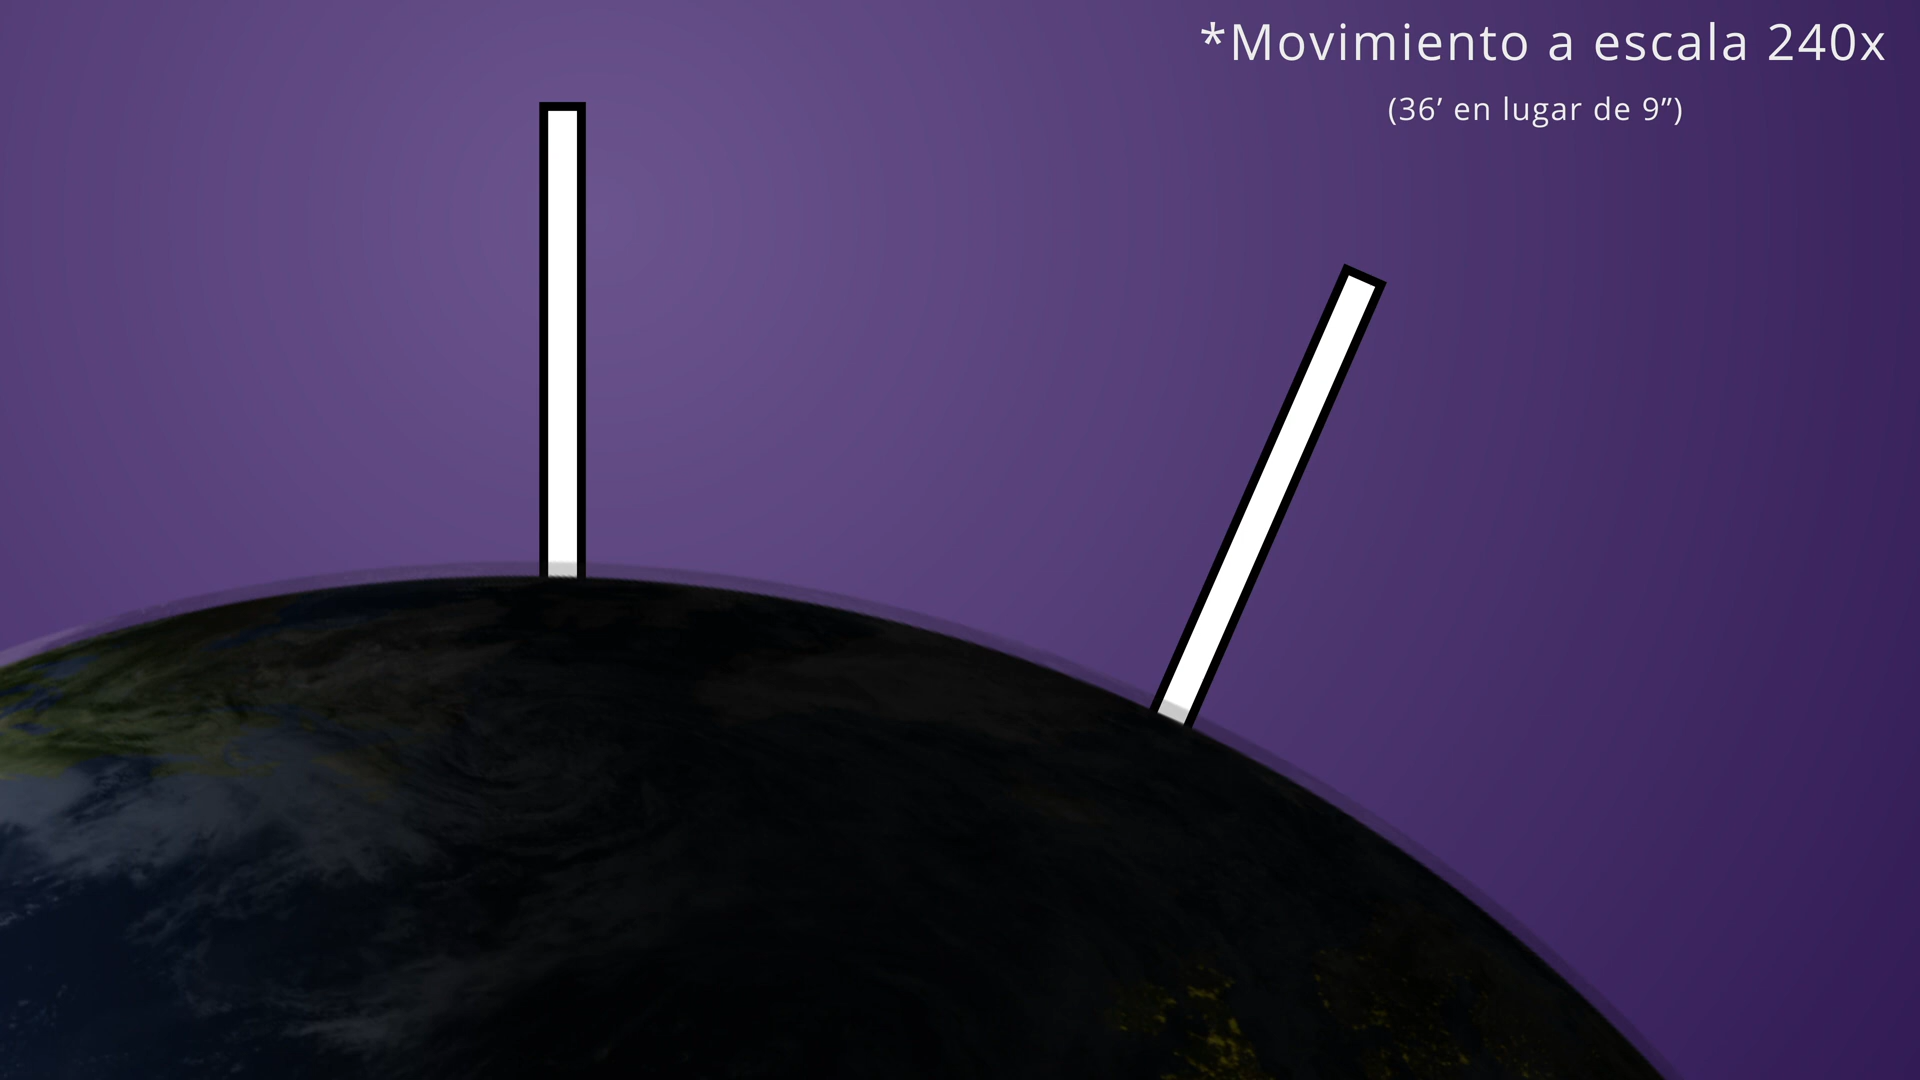 *Movimiento a escala 240x
(36’ en lugar de 9”)